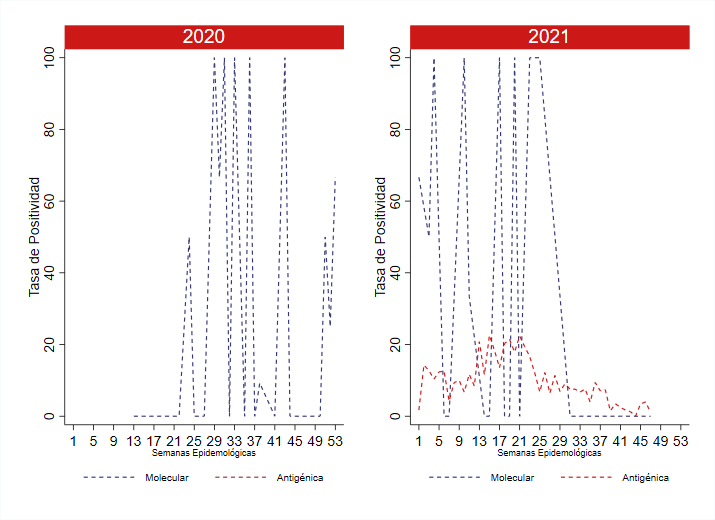 2020
Tasa de Positividad
100
80
60
40
20
0
1 5 9 13 17 21 25 29 33 37 41 45 49 53
Semanas Epidemológicas
Molecular Antigénica
2021
Tasa de Positividad
100
80
60
40
20
0
1 5 9 13 17 21 25 29 33 37 41 45 49 53
Semanas Epidemológicas
Molecular Antigénica